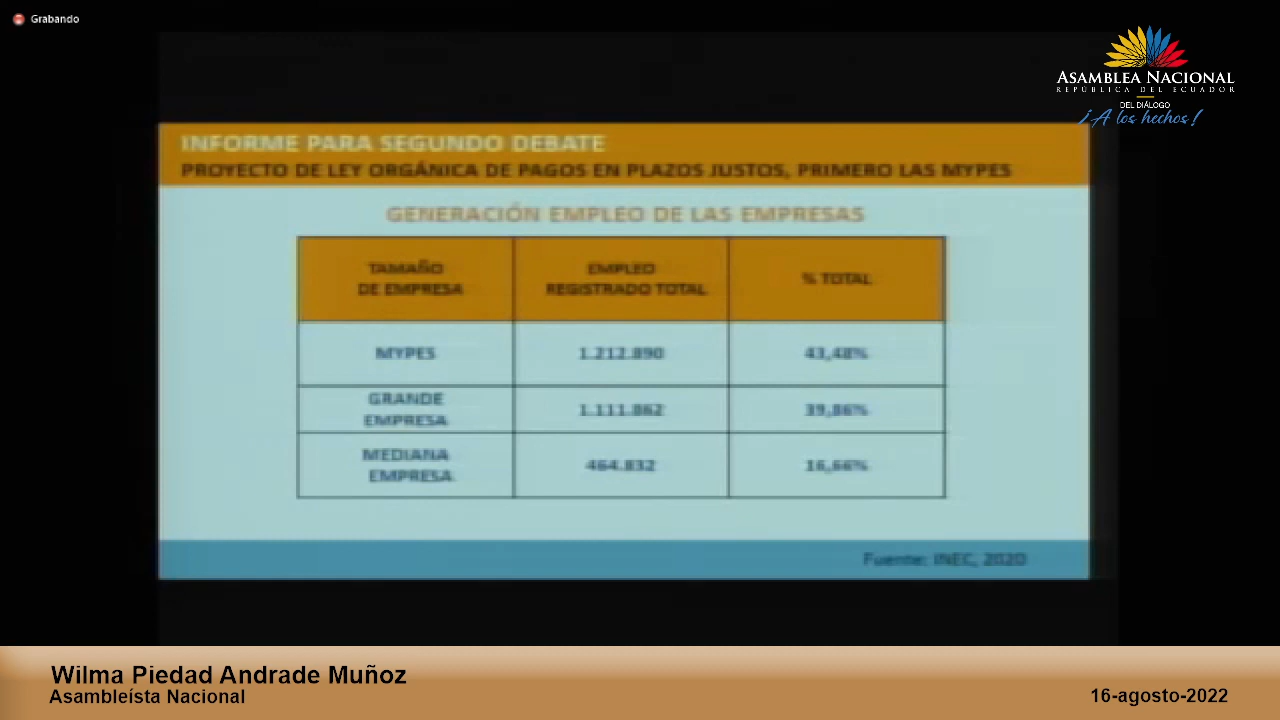 Grabando
ASAMBLEA NACIONAL
REPÚBLICA DEL ECUADOR
DEL DIÁLOGO
¡A los hechos!
INFORME PARA SEGUNDO DEBATE
PROYECTO DE LEY ORGÁNICA DE PAGOS EN PLAZOS JUSTOS, PRIMERO LAS MYPES
GENERACIÓN EMPLEO DE LAS EMPRESAS
TAMAÑO
DE EMPRESA
EMPLEO
REGISTRADO TOTAL
% TOTAL
MYPES
1.212.890
43,48%
GRANDE
EMPRESA
1.111.862
39,86%
MEDIANA
EMPRESA
464.832
16,66%
Fuente: INEC, 2020
Wilma Piedad Andrade Muñoz
Asambleísta Nacional
16-agosto-2022